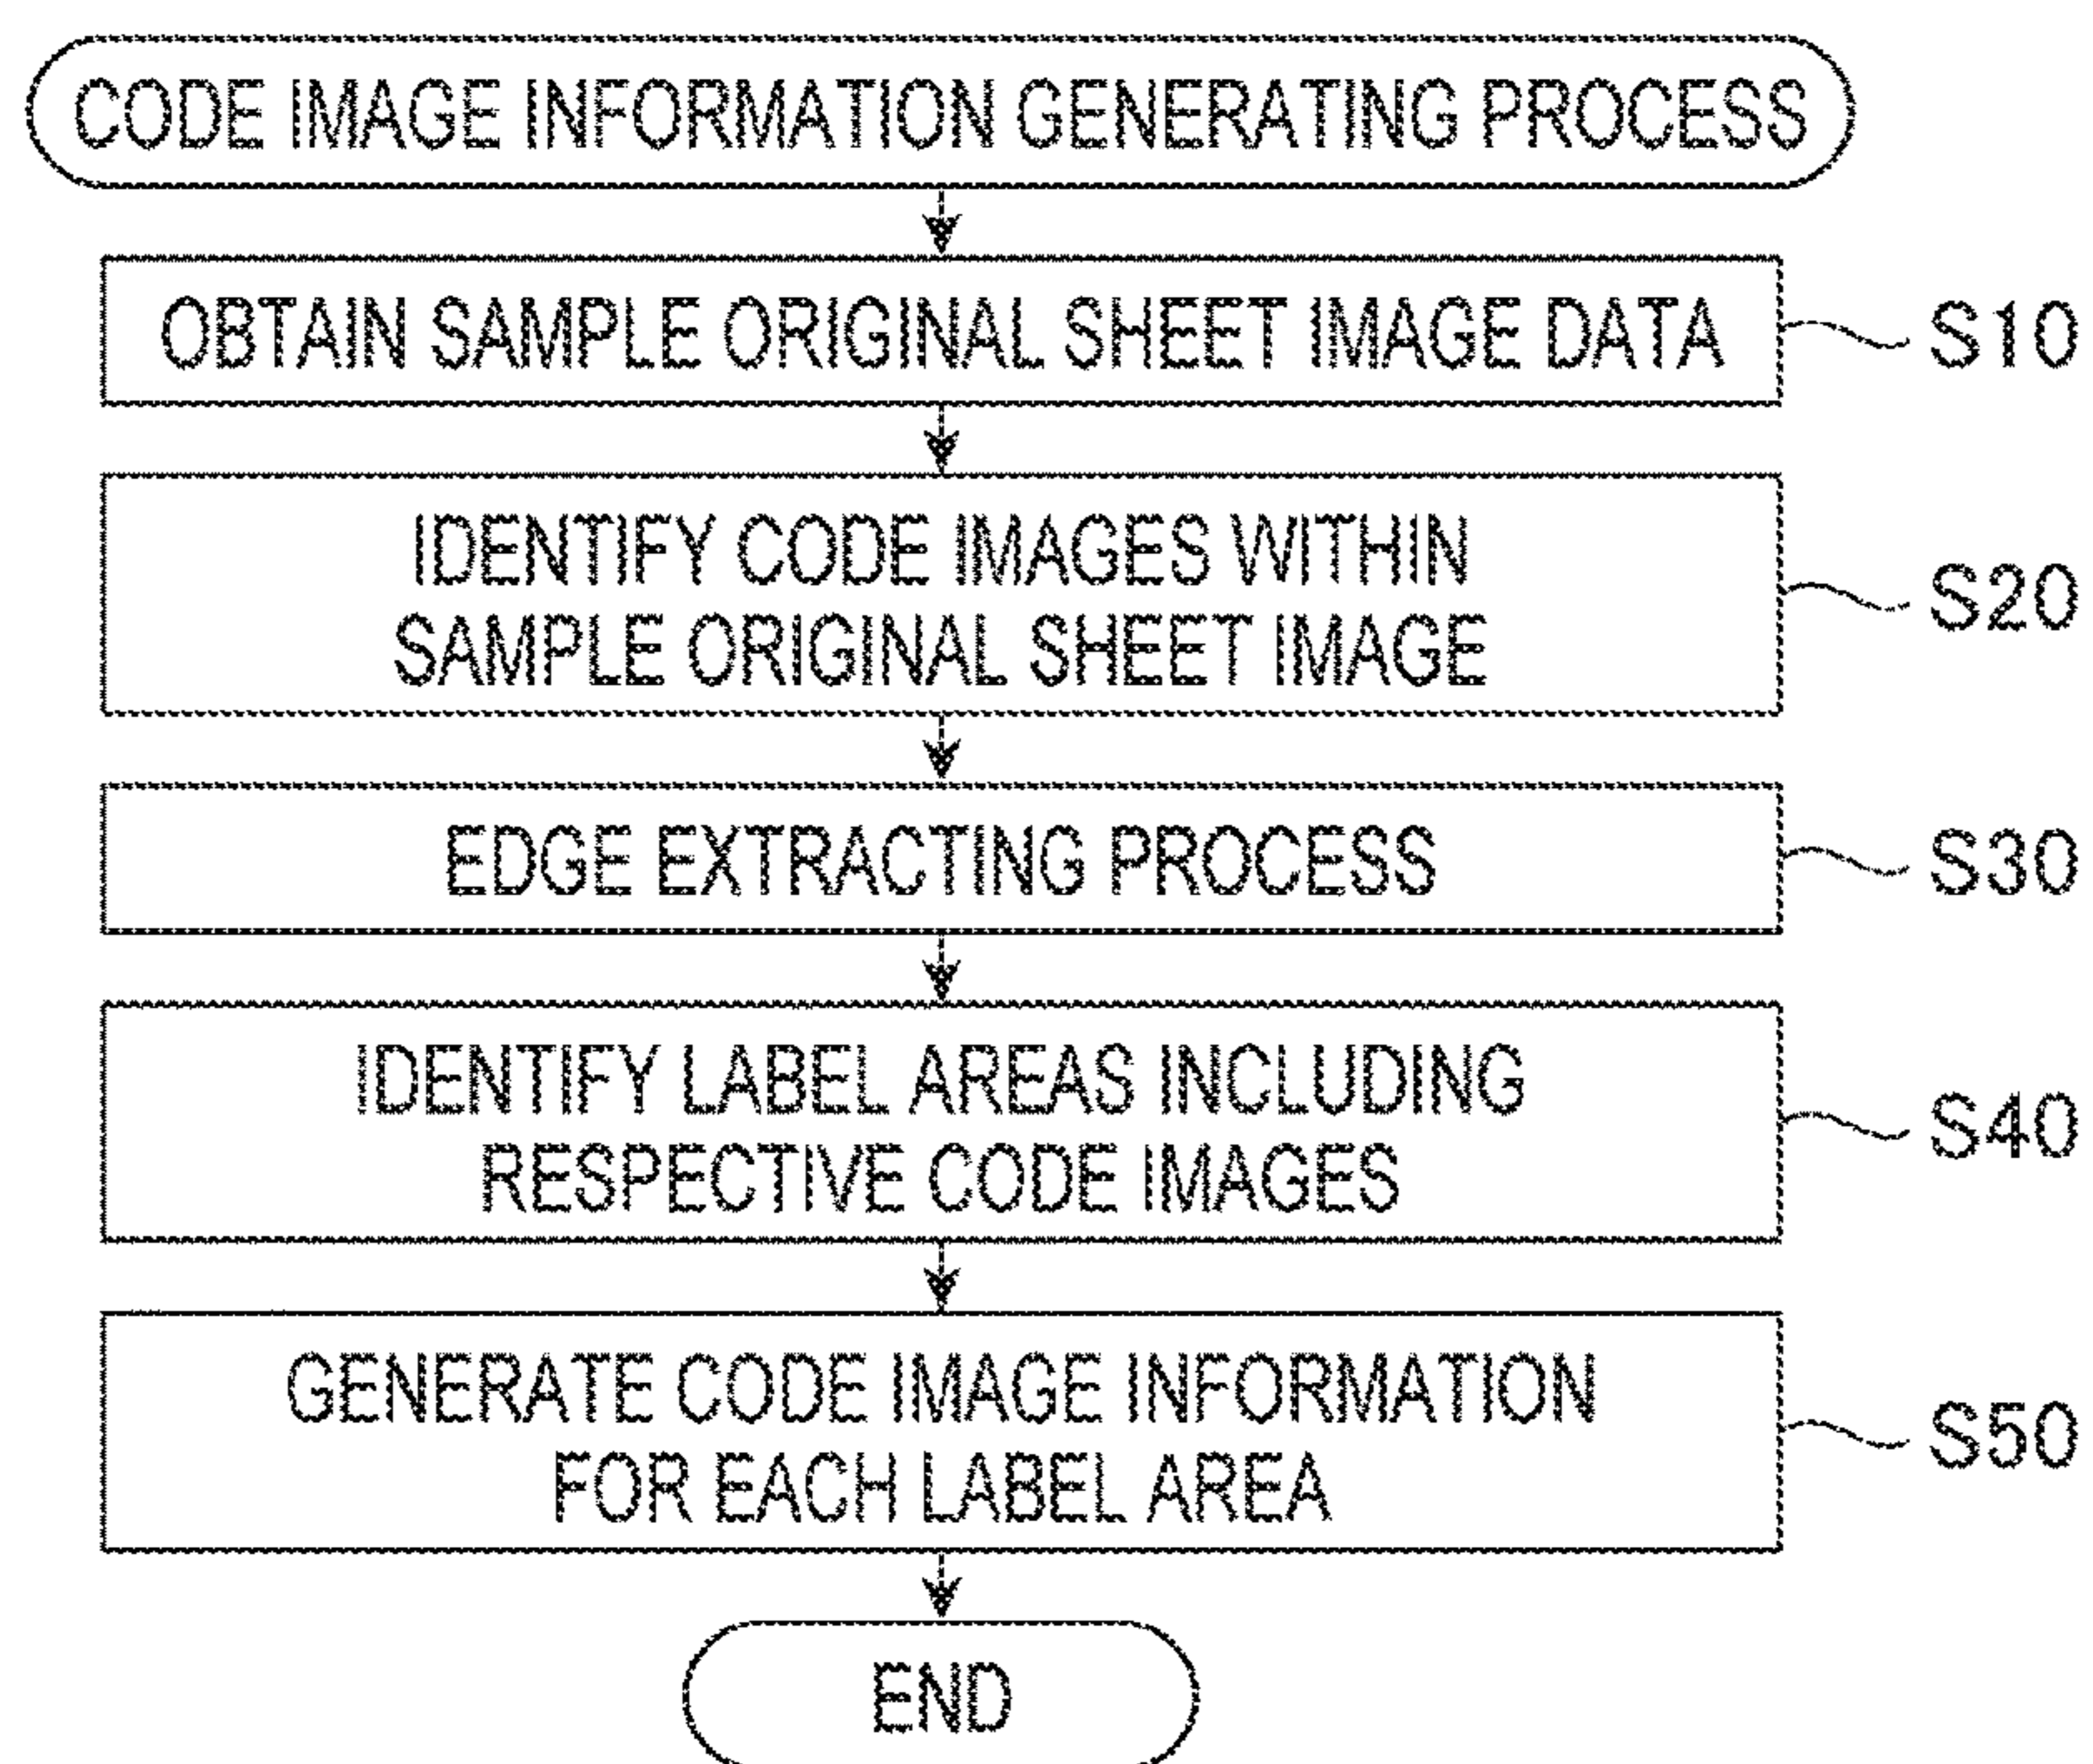 CODE IMAGE INFORMATION GENERATING PROCESS
OBTAIN SAMPLE ORIGINAL SHEET IMAGE DATA
S10
IDENTIFY CODE IMAGES WITHIN
SAMPLE ORIGINAL SHEET IMAGE
S20
EDGE EXTRACTING PROCESS
S30
IDENTIFY LABEL AREAS INCLUDING
RESPECTIVE CODE IMAGES
S40
GENERATE CODE IMAGE INFORMATION
FOR EACH LABEL AREA
S50
END